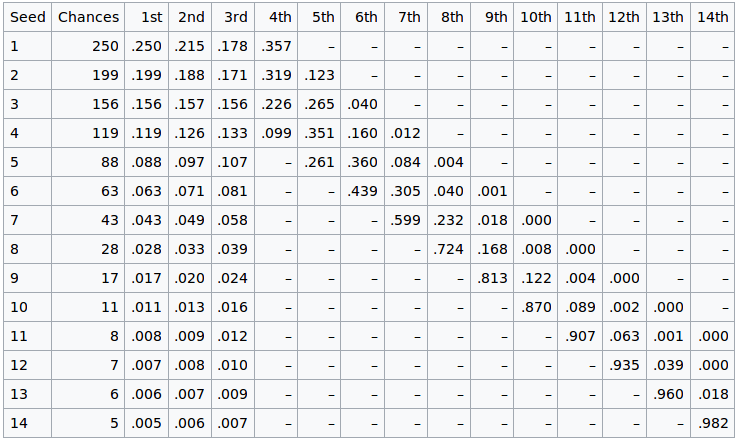 Seed Chances 1st 2nd 3rd 4th 5th 6th 7th 8th 9th 10th 11th 12th 13th 14th
1 250 .250 .215 .178 .357 – – – – – – – – – –
2 199 .199 .188 .171 .319 .123 – – – – – – – – –
3 156 .156 .157 .156 .226 .265 .040 – – – – – – – –
4 119 .119 .126 .133 .099 .351 .160 .012 – – – – – – –
5 88 .088 .097 .107 – .261 .360 .084 .004 – – – – – –
6 63 .063 .071 .081 – – .439 .305 .040 .001 – – – – –
7 43 .043 .049 .058 – – – .599 .232 .018 .000 – – – –
8 28 .028 .033 .039 – – – – .724 .168 .008 .000 – – –
9 17 .017 .020 .024 – – – – – .813 .122 .004 .000 – –
10 11 .011 .013 .016 – – – – – – .870 .089 .002 .000 –
11 8 .008 .009 .012 – – – – – – – .907 .063 .001 .000
12 7 .007 .008 .010 – – – – – – – – .935 .039 .000
13 6 .006 .007 .009 – – – – – – – – – .960 .018
14 5 .005 .006 .007 – – – – – – – – – – .982